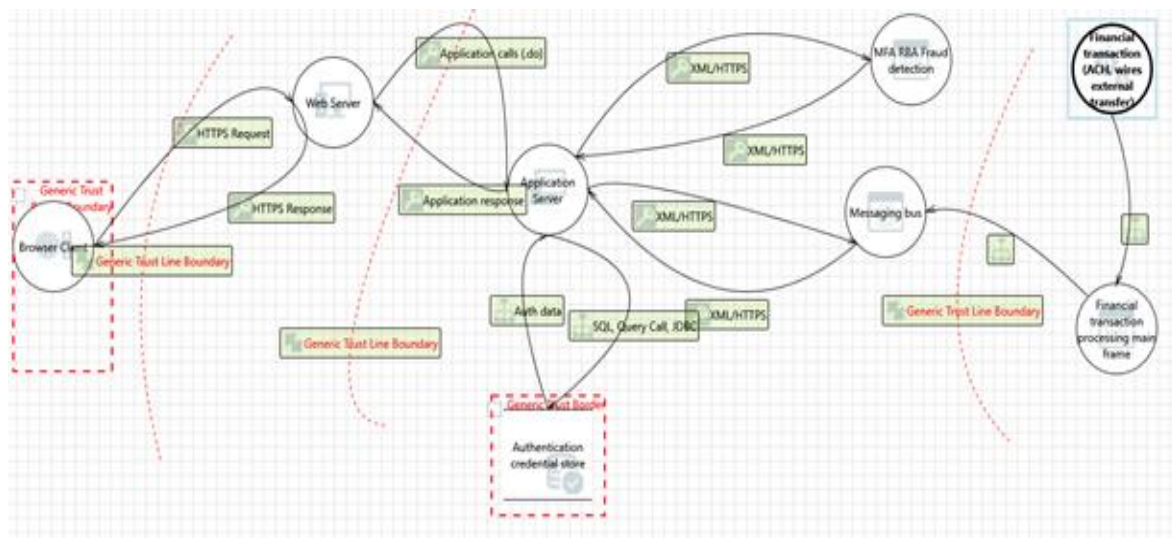 Application calls (.do)
MFA RBA Fraud
detection
Financial
transaction
(ACH, wires
external
transfer)
XML/HTTPS
Web Server
HTTPS Request
XML/HTTPS
Generic Trust
Boundary
Application
Server
Application response
HTTPS Response
XML/HTTPS
Messaging bus
Browser Client
Generic Trust Line Boundary
Auth data
SQL, Query Call, JDBC
XML/HTTPS
Generic Trust Line Boundary
Financial
transaction
processing main
frame
Generic Trust Line Boundary
Generic Trust Border
Authentication
credential store